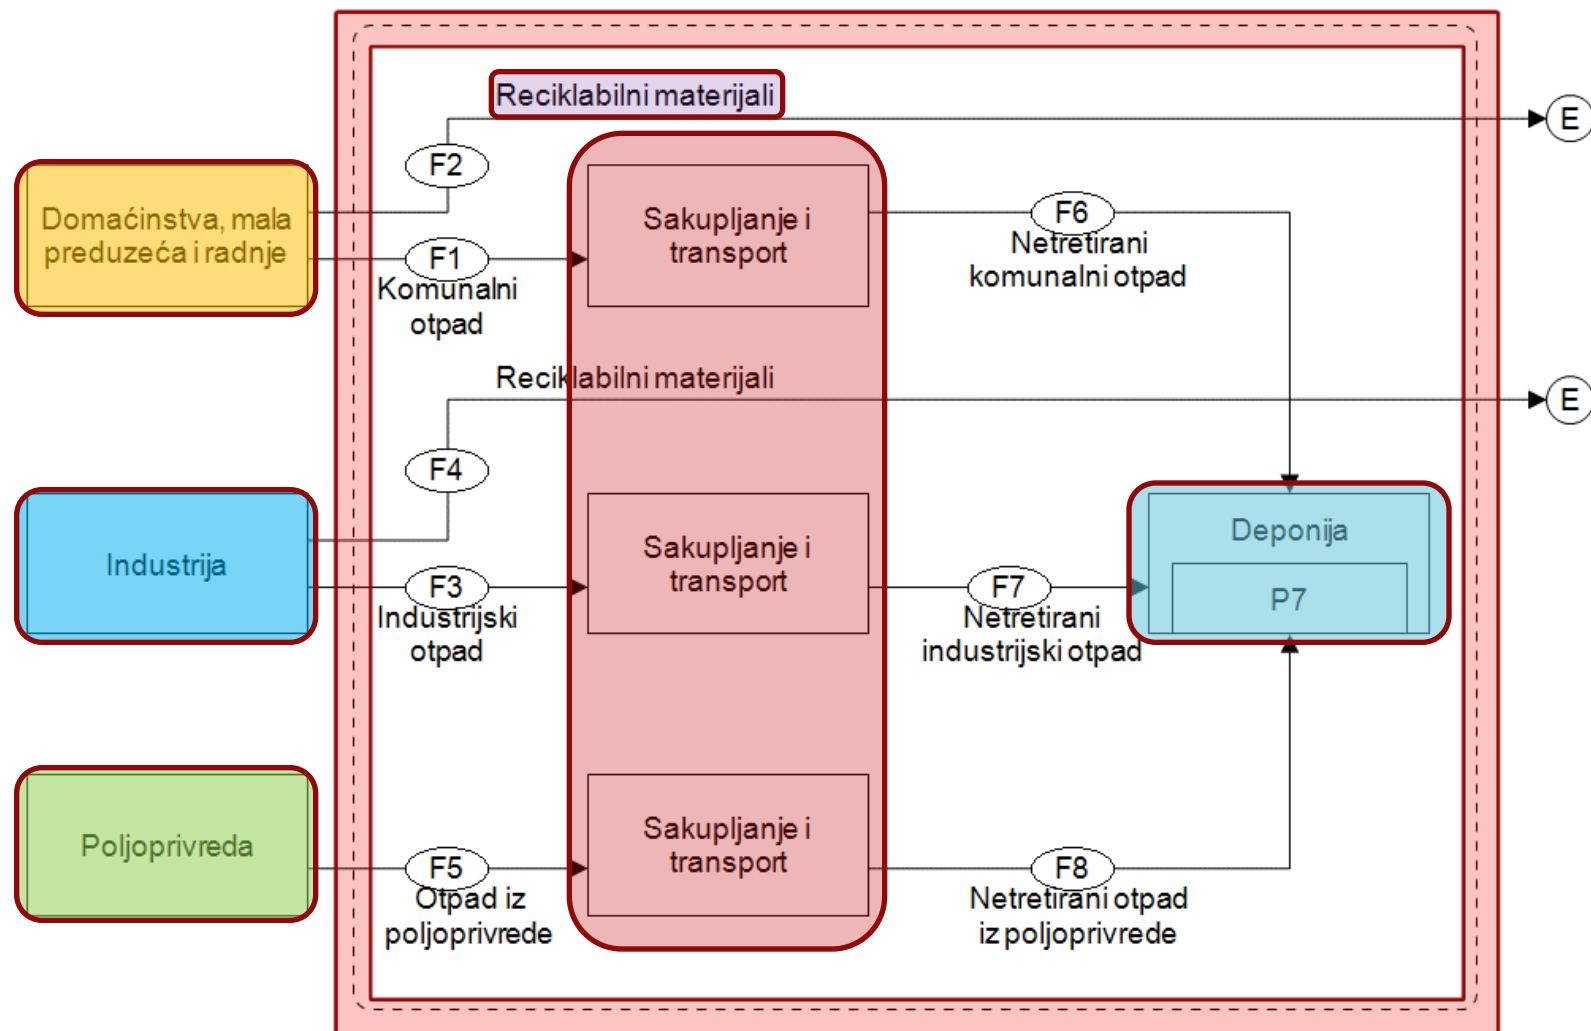 Reciklabilni materijali
E
F2
Domaćinstva, mala
preduzeća i radnje
Sakupljanje i
transport
F6
Netretirani
komunalni otpad
F1
Komunalni
otpad
Reciklabilni materijali
E
F4
Industrija
Sakupljanje i
transport
Deponija
P7
F3
Industrijski
otpad
F7
Netretirani
industrijski otpad
Poljoprivreda
Sakupljanje i
transport
F5
Otpad iz
poljoprivrede
F8
Netretirani otpad
iz poljoprivrede